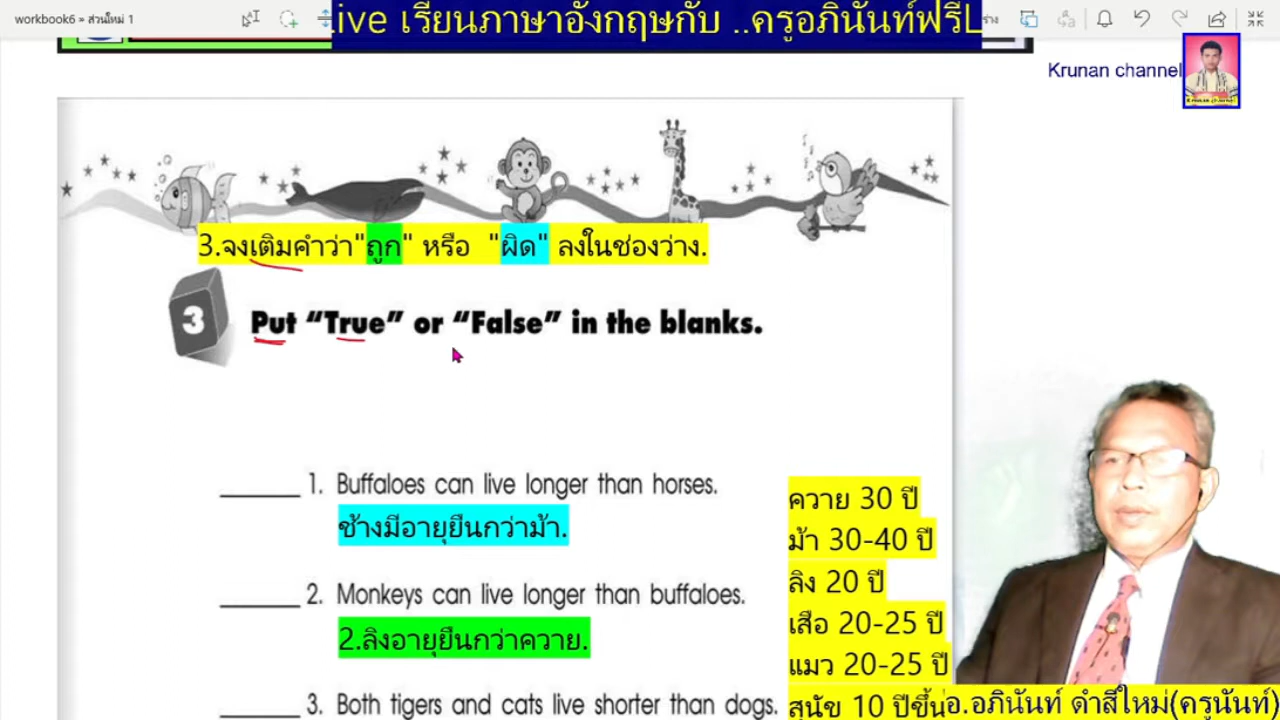 workbook6 » ส่วนใหม่ 1
ive เรียนภาษาอังกฤษกับ ..ครูอภินันท์ฟรีL
Krunan channel
3.จงเติมคำว่า"ถูก" หรือ "ผิด" ลงในช่องว่าง.
3
Put “True” or “False” in the blanks.
1. Buffaloes can live longer than horses.
ช้างมีอายุยืนกว่าม้า.
2. Monkeys can live longer than buffaloes.
2.ลิงอายุยืนกว่าควาย.
3. Both tigers and cats live shorter than dogs.
ควาย 30 ปี
ม้า 30-40 ปี
ลิง 20 ปี
เสือ 20-25 ปี
แมว 20-25 ปี
สุนัข 10 ปีขึ้น
อ.อภินันท์ ดำสีใหม่(ครูนันท์)